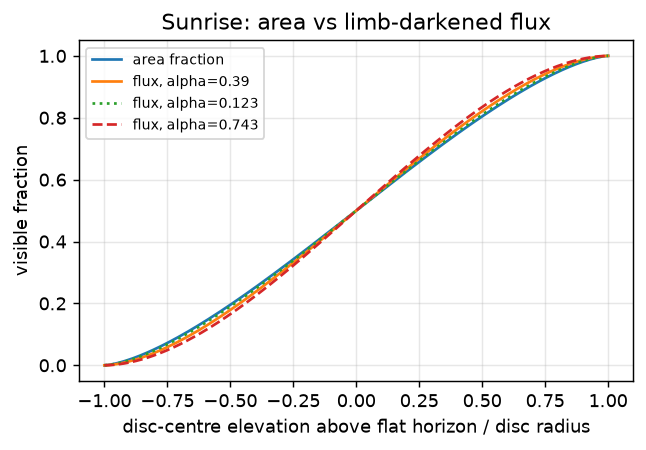 Sunrise: area vs limb-darkened flux
area fraction
flux, alpha=0.39
flux, alpha=0.123
flux, alpha=0.743
visible fraction
1.0
0.8
0.6
0.4
0.2
0.0
−1.00 −0.75 −0.50 −0.25 0.00 0.25 0.50 0.75 1.00
disc-centre elevation above flat horizon / disc radius